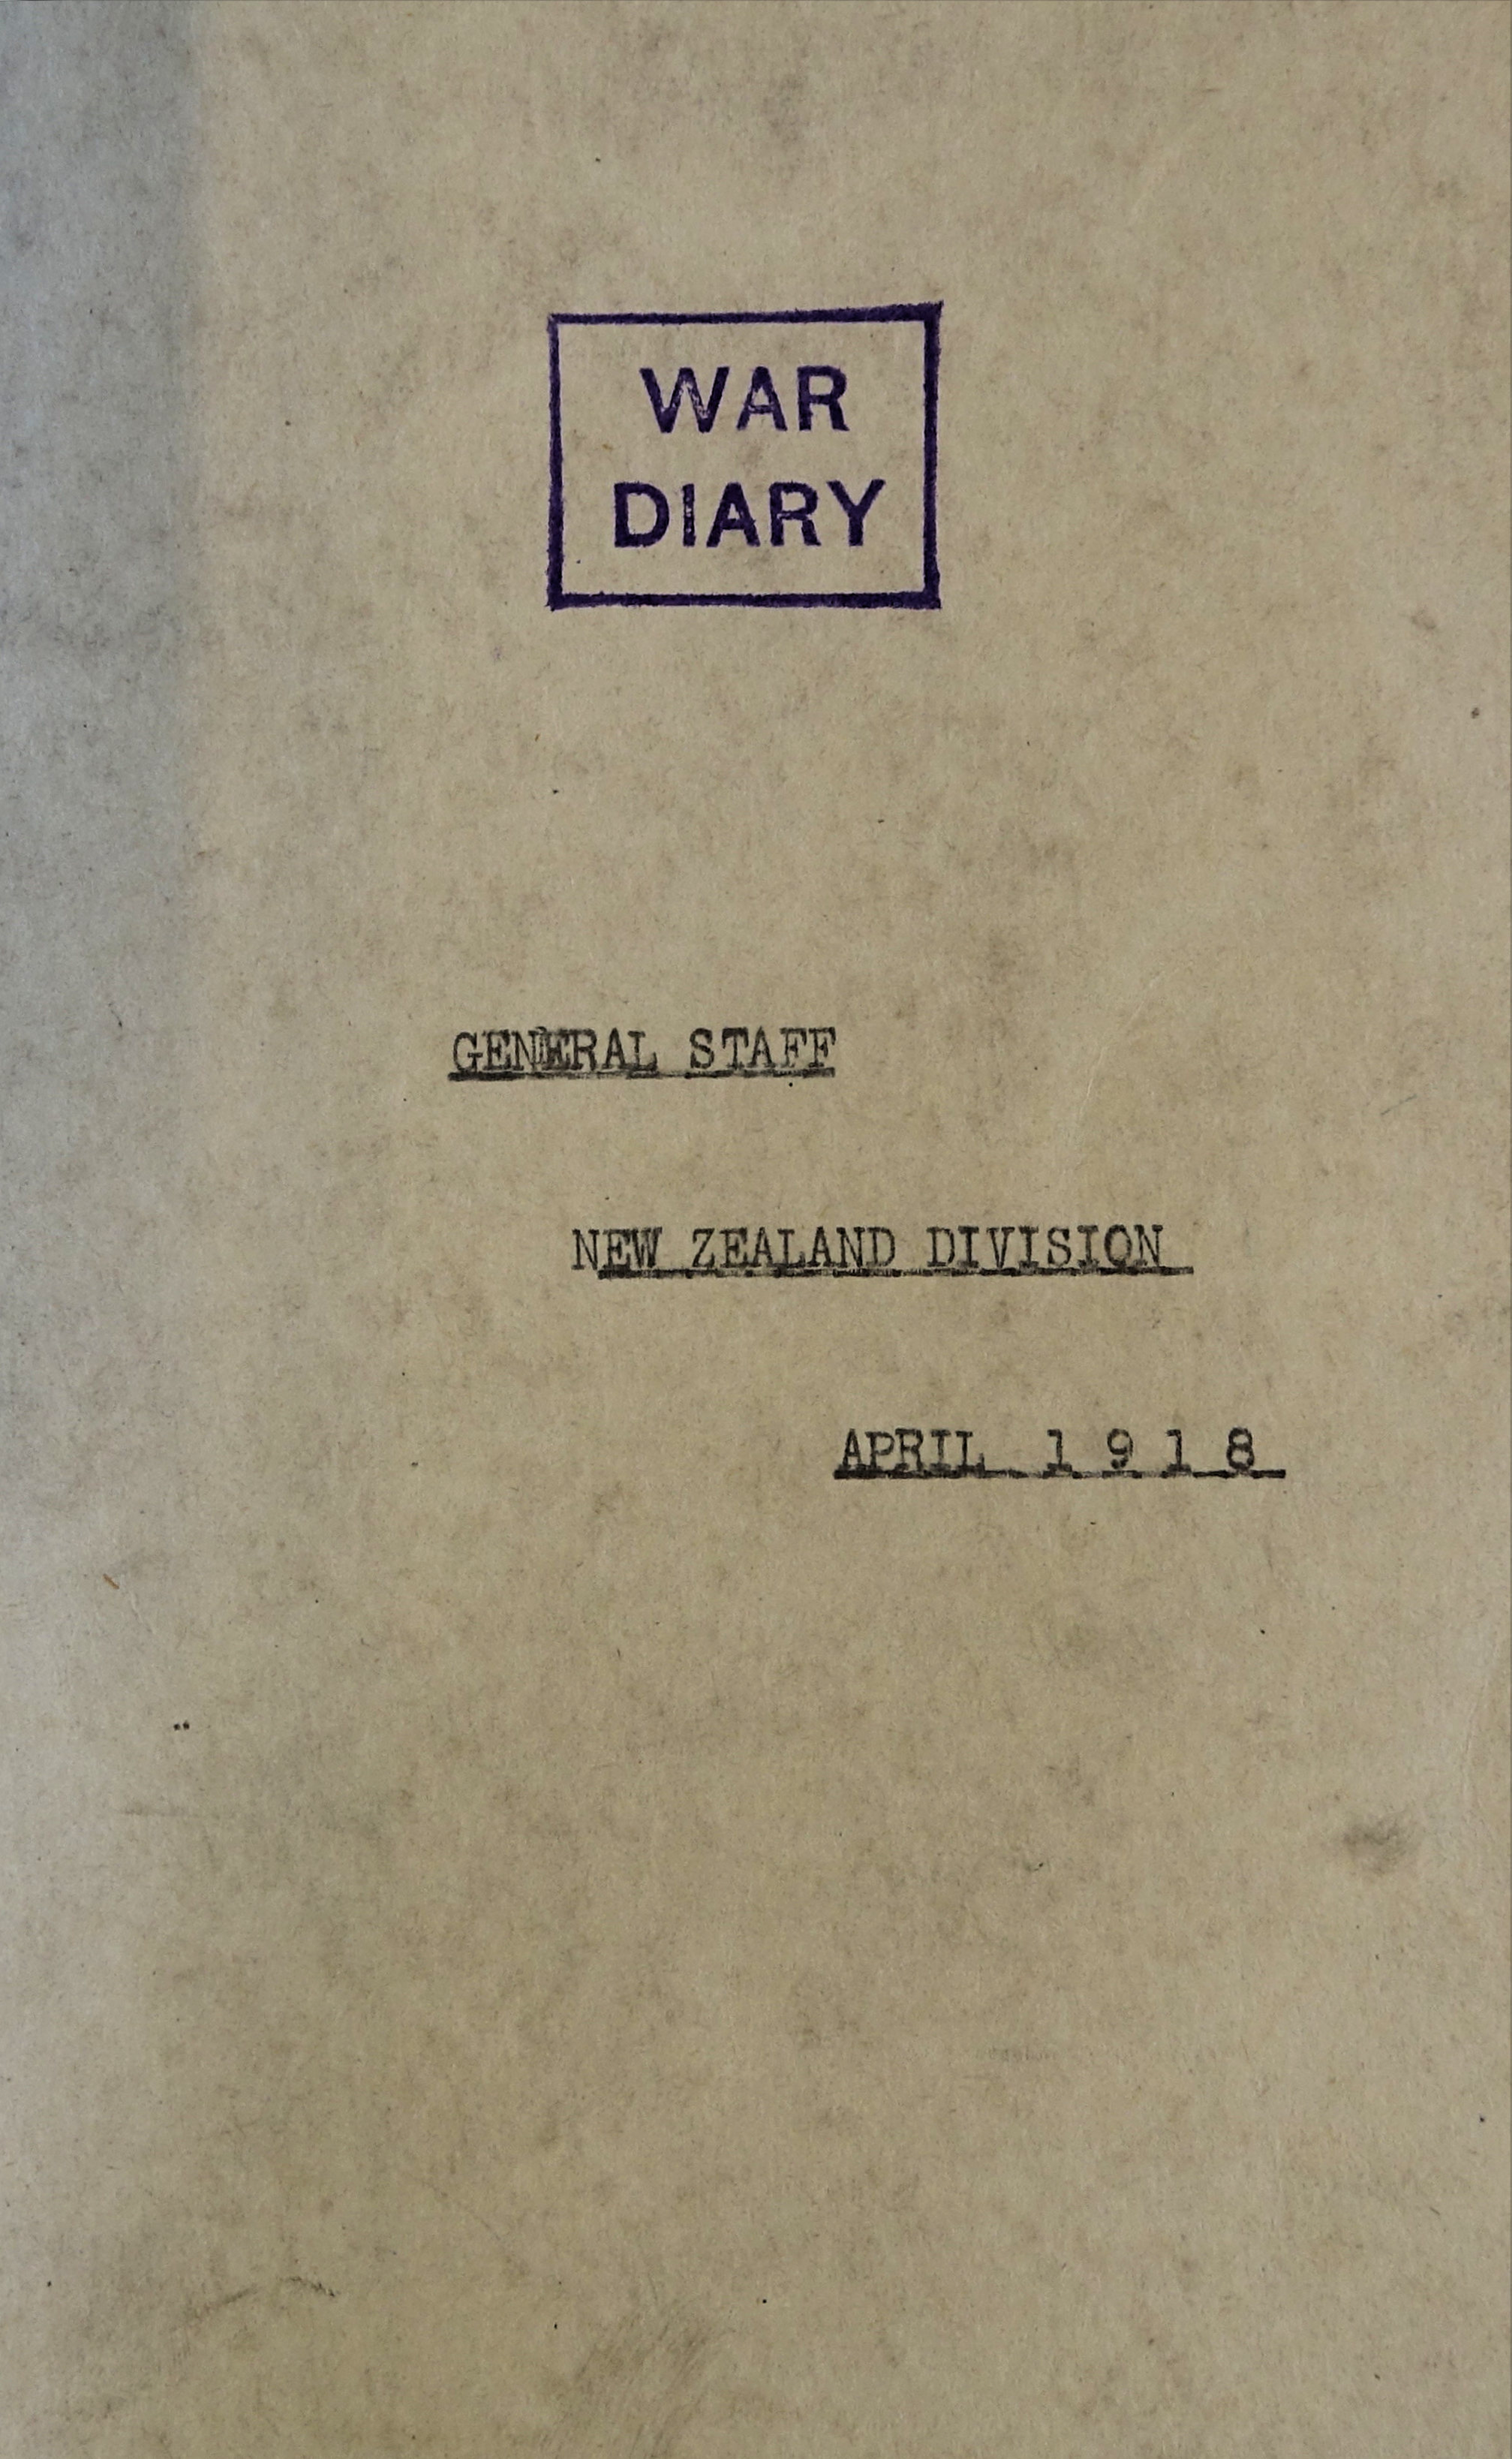 WAR
DIARY
GENERAL STAFF
NEW ZEALAND DIVISION
APRIL 1 9 1 8